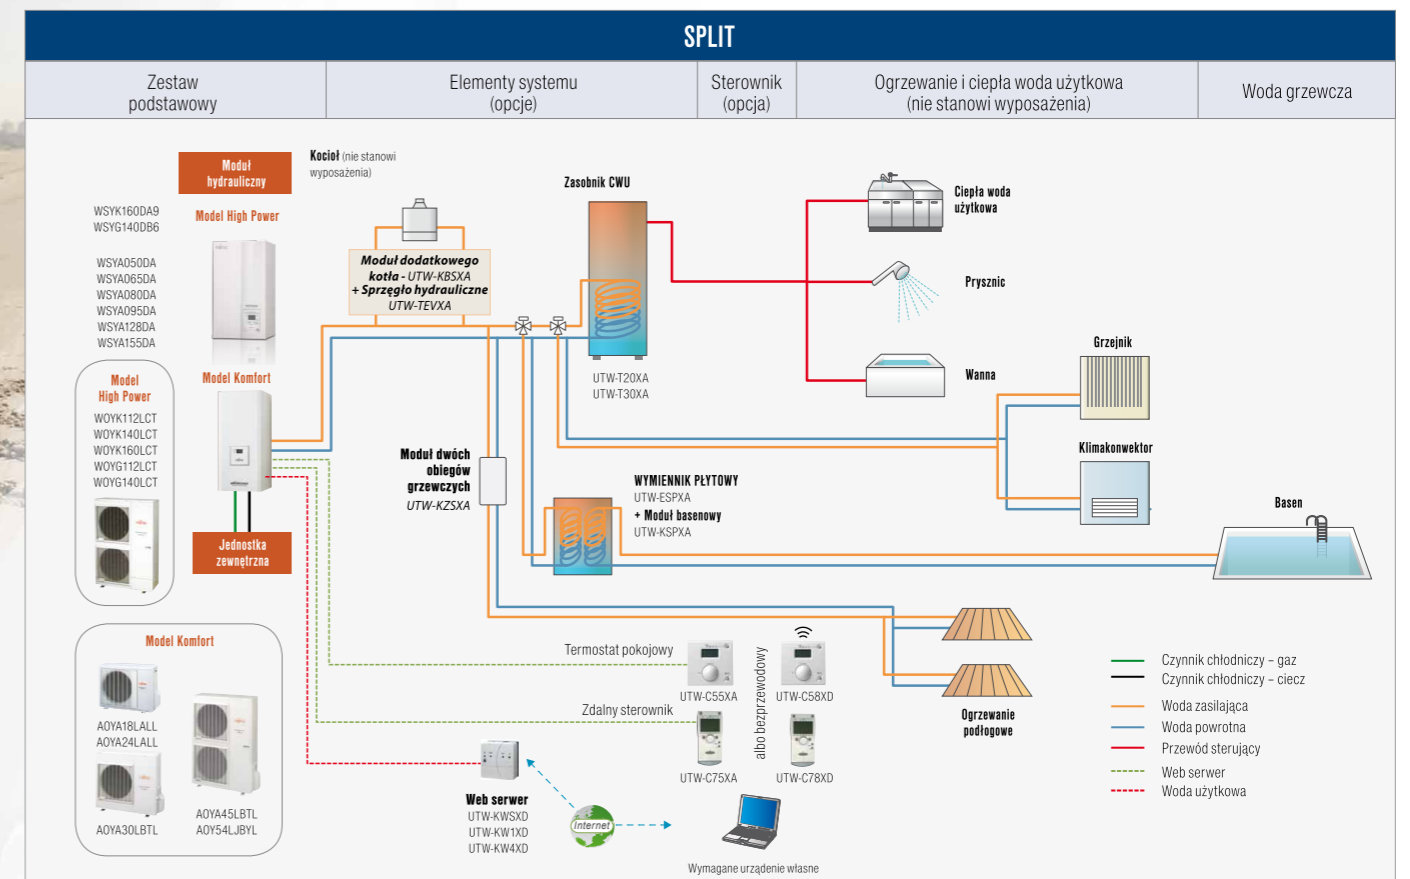 SPLIT
Zestaw
podstawowy
Elementy systemu
(opcje)
Sterownik
(opcja)
Ogrzewanie i ciepła woda użytkowa
(nie stanowi wyposażenia)
Woda grzewcza
Moduł
hydrauliczny
Kocioł (nie stanowi
wyposażenia)
WSYK160DA9
WSYG140DB6
Model High Power
WSYA050DA
WSYA065DA
WSYA080DA
WSYA095DA
WSYA128DA
WSYA155DA
Model Komfort
Model
High Power
WOYK112LCT
WOYK140LCT
WOYK160LCT
WOYG112LCT
WOYG140LCT
Jednostka
zewnętrzna
Model Komfort
AOYA18LALL
AOYA24LALL
AOYA30LBTL
AOYA45LBTL
AOY54LJBYL
Moduł dodatkowego
kotła - UTW-KBSXA
+ Sprzęgło hydrauliczne
UTW-TEVXA
Zasobnik CWU
UTW-T20XA
UTW-T30XA
Moduł dwóch
obiegów
grzewczych
UTW-KZSXA
WYMIENNIK PŁYTOWY
UTW-ESPXA
+ Moduł basenowy
UTW-KSPXA
Ciepła woda
użytkowa
Prysznic
Wanna
Grzejnik
Klimakonwektor
Basen
Ogrzewanie
podłogowe
Termostat pokojowy
UTW-C55XA
UTW-C58XD
Zdalny sterownik
albo bezprzewodowy
UTW-C75XA
UTW-C78XD
Web serwer
UTW-KWSXD
UTW-KW1XD
UTW-KW4XD
Internet
Wymagane urządzenie własne
Czynnik chłodniczy – gaz
Czynnik chłodniczy – ciecz
Woda zasilająca
Woda powrotna
Przewód sterujący
Web serwer
Woda użytkowa